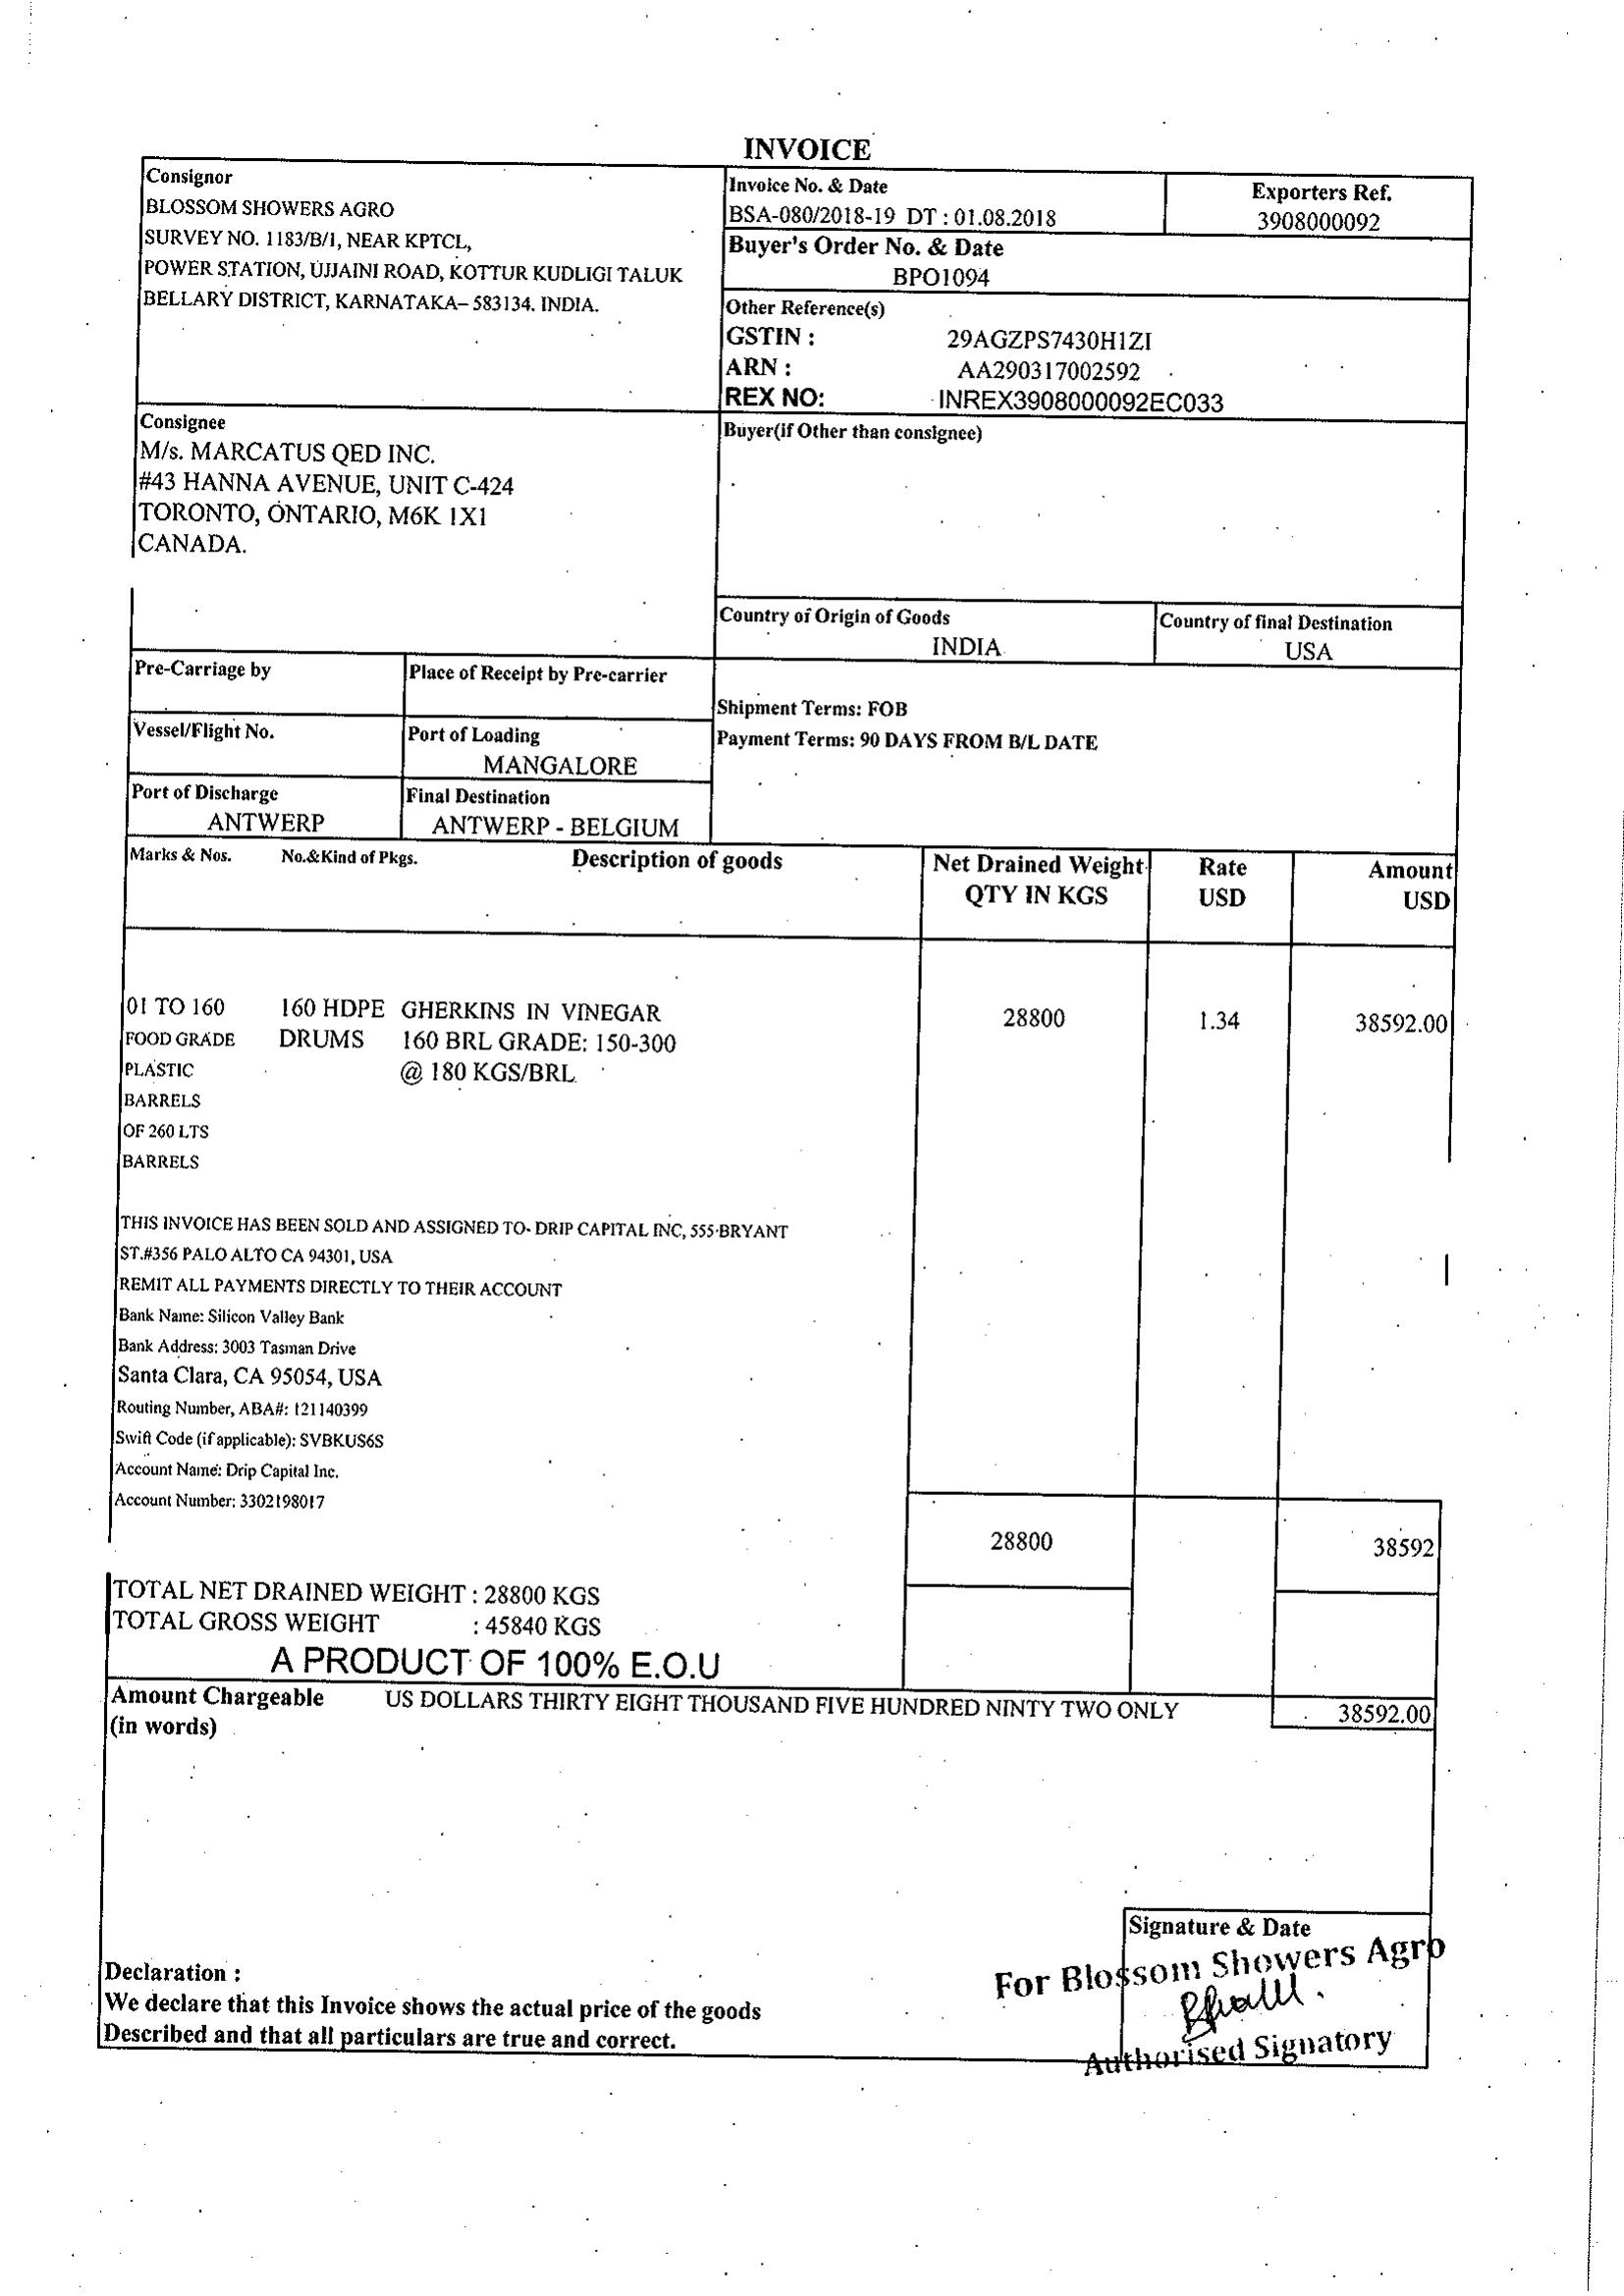 INVOICE
Consignor
BLOSSOM SHOWERS AGRO
SURVEY NO. 1183/B/1, NEAR KPTCL,
POWER STATION, UJJAINI ROAD, KOTTUR KUDLIGI TALUK
BELLARY DISTRICT, KARNATAKA– 583134. INDIA.
Invoice No. & Date
BSA-080/2018-19 DT : 01.08.2018
Exporters Ref.
3908000092
Buyer's Order No. & Date
BPO1094
Other Reference(s)
GSTIN : 29AGZPS7430H1ZI
ARN : AA290317002592
REX NO: INREX3908000092EC033
Consignee
M/s. MARCATUS QED INC.
#43 HANNA AVENUE, UNIT C-424
TORONTO, ONTARIO, M6K 1X1
CANADA.
Buyer(if Other than consignee)
Country of Origin of Goods
INDIA
Country of final Destination
USA
Pre-Carriage by
Place of Receipt by Pre-carrier
Vessel/Flight No.
Port of Loading
MANGALORE
Shipment Terms: FOB
Payment Terms: 90 DAYS FROM B/L DATE
Port of Discharge
ANTWERP
Final Destination
ANTWERP - BELGIUM
Marks & Nos. No.&Kind of Pkgs. Description of goods
Net Drained Weight
QTY IN KGS
Rate
USD
Amount
USD
01 TO 160 160 HDPE GHERKINS IN VINEGAR 28800 1.34 38592.00
FOOD GRADE DRUMS 160 BRL GRADE: 150-300
PLASTIC @ 180 KGS/BRL
BARRELS
OF 260 LTS
BARRELS
THIS INVOICE HAS BEEN SOLD AND ASSIGNED TO- DRIP CAPITAL INC, 555-BRYANT
ST.#356 PALO ALTO CA 94301, USA
REMIT ALL PAYMENTS DIRECTLY TO THEIR ACCOUNT
Bank Name: Silicon Valley Bank
Bank Address: 3003 Tasman Drive
Santa Clara, CA 95054, USA
Routing Number, ABA#: 121140399
Swift Code (if applicable): SVBKUS6S
Account Name: Drip Capital Inc.
Account Number: 3302198017
28800 38592
TOTAL NET DRAINED WEIGHT : 28800 KGS
TOTAL GROSS WEIGHT : 45840 KGS
A PRODUCT OF 100% E.O.U
Amount Chargeable US DOLLARS THIRTY EIGHT THOUSAND FIVE HUNDRED NINTY TWO ONLY 38592.00
(in words)
Signature & Date
For Blossom Showers Agro
Authorised Signatory
Declaration :
We declare that this Invoice shows the actual price of the goods
Described and that all particulars are true and correct.